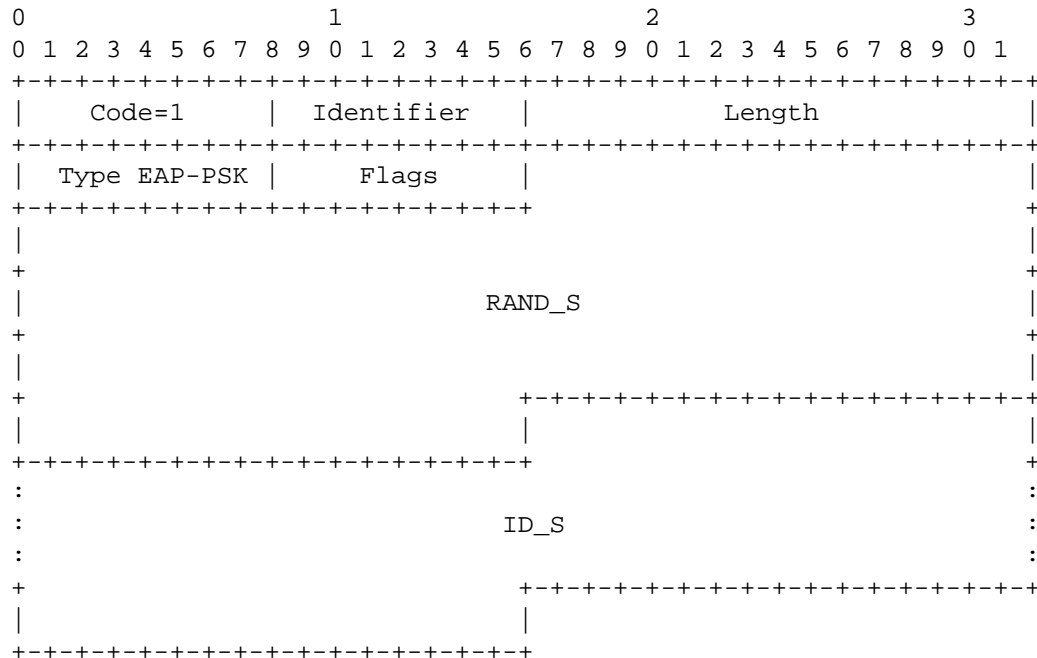 0                   1                   2                   3
0 1 2 3 4 5 6 7 8 9 0 1 2 3 4 5 6 7 8 9 0 1 2 3 4 5 6 7 8 9 0 1
+-+-+-+-+-+-+-+-+-+-+-+-+-+-+-+-+-+-+-+-+-+-+-+-+-+-+-+-+-+-+-+-+
|    Code=1     |  Identifier   |            Length             |
+-+-+-+-+-+-+-+-+-+-+-+-+-+-+-+-+-+-+-+-+-+-+-+-+-+-+-+-+-+-+-+-+
|  Type EAP-PSK |     Flags     |                               |
+-+-+-+-+-+-+-+-+-+-+-+-+-+-+-+-+                               +
|                                                               |
+                                                               +
|                             RAND_S                            |
+                                                               +
|                                                               |
+                               +-+-+-+-+-+-+-+-+-+-+-+-+-+-+-+-+
|                               |                               |
+-+-+-+-+-+-+-+-+-+-+-+-+-+-+-+-+                               +
:                                                               :
:                              ID_S                             :
:                                                               :
+                               +-+-+-+-+-+-+-+-+-+-+-+-+-+-+-+-+
|                               |
+-+-+-+-+-+-+-+-+-+-+-+-+-+-+-+-+